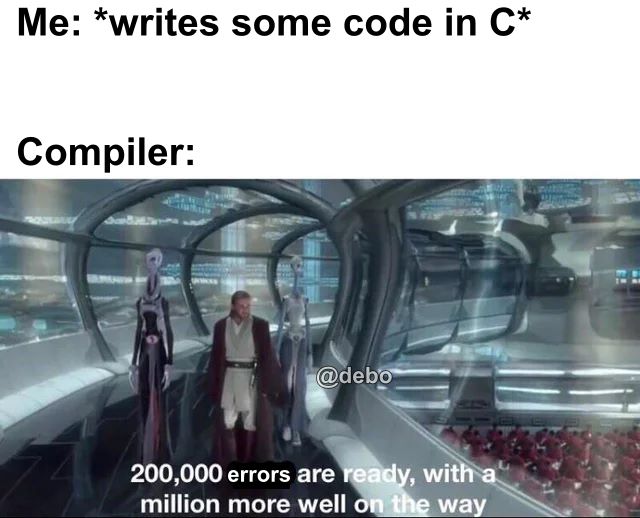 Me: *writes some code in C*
Compiler:
@debo
200,000 errors are ready, with a
million more well on the way